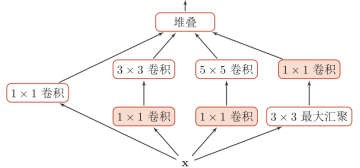 堆叠
3 × 3 卷积
5 × 5 卷积
1 × 1 卷积
1 × 1 卷积
1 × 1 卷积
1 × 1 卷积
3 × 3 最大汇聚
x